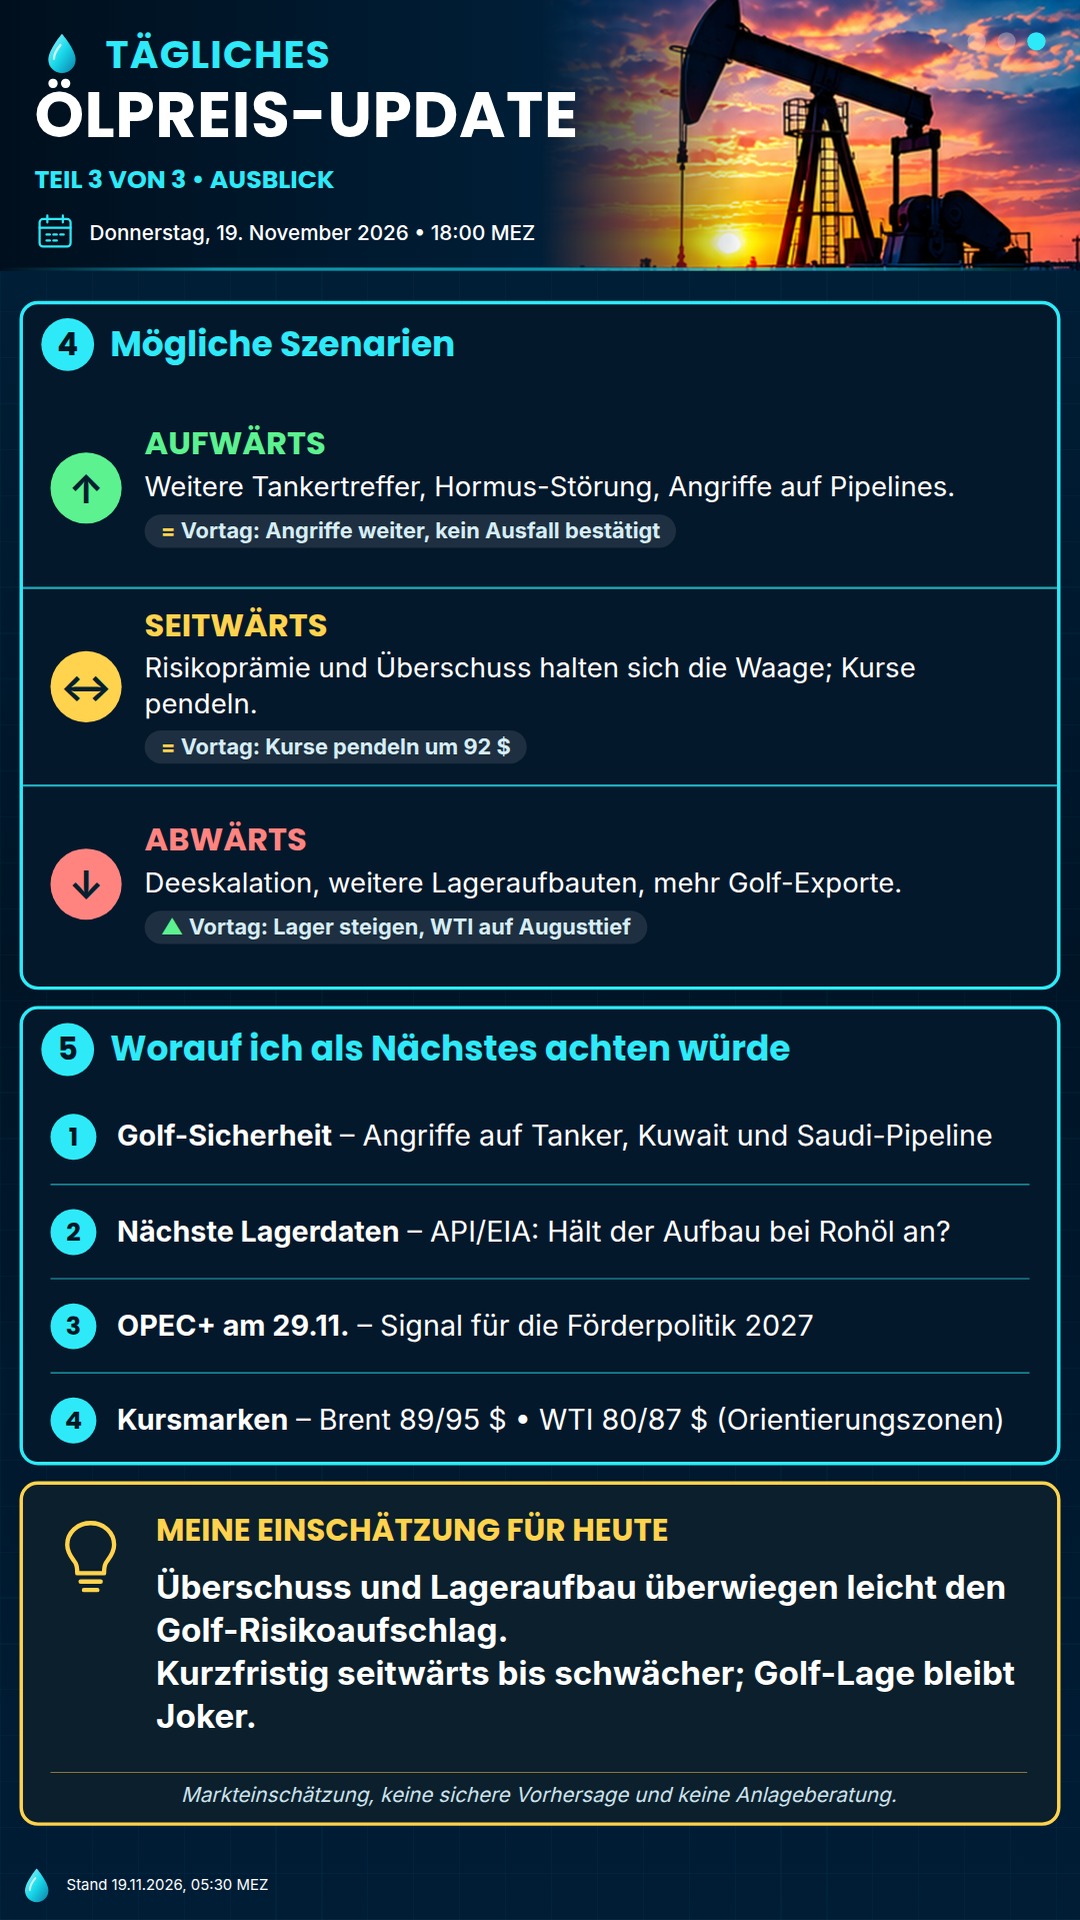 TÄGLICHES
ÖLPREIS-UPDATE
TEIL 3 VON 3 • AUSBLICK
Donnerstag, 19. November 2026 • 18:00 MEZ
4 Mögliche Szenarien
AUFWÄRTS
Weitere Tankertreffer, Hormus-Störung, Angriffe auf Pipelines.
= Vortag: Angriffe weiter, kein Ausfall bestätigt
SEITWÄRTS
Risikoprämie und Überschuss halten sich die Waage; Kurse
pendeln.
= Vortag: Kurse pendeln um 92 $
ABWÄRTS
Deeskalation, weitere Lageraufbauten, mehr Golf-Exporte.
▲ Vortag: Lager steigen, WTI auf Augusttief
5 Worauf ich als Nächstes achten würde
1 Golf-Sicherheit – Angriffe auf Tanker, Kuwait und Saudi-Pipeline
2 Nächste Lagerdaten – API/EIA: Hält der Aufbau bei Rohöl an?
3 OPEC+ am 29.11. – Signal für die Förderpolitik 2027
4 Kursmarken – Brent 89/95 $ • WTI 80/87 $ (Orientierungszonen)
MEINE EINSCHÄTZUNG FÜR HEUTE
Überschuss und Lageraufbau überwiegen leicht den
Golf-Risikoaufschlag.
Kurzfristig seitwärts bis schwächer; Golf-Lage bleibt
Joker.
Markteinschätzung, keine sichere Vorhersage und keine Anlageberatung.
Stand 19.11.2026, 05:30 MEZ